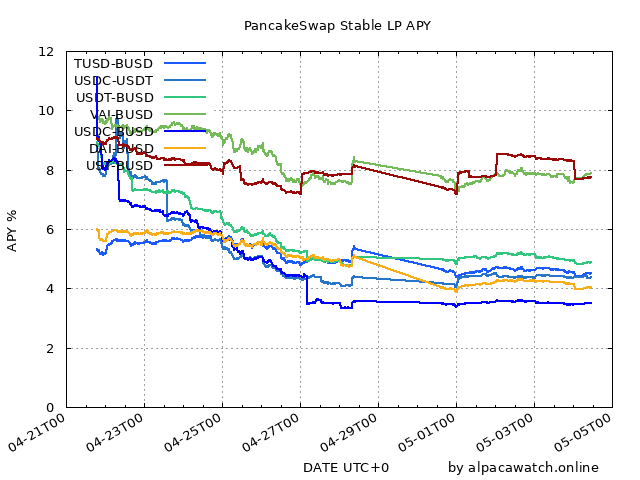 PancakeSwap Stable LP APY
12
10
8
6
4
2
0
APY %
TUSD-BUSD
USDC-USDT
USDT-BUSD
VAI-BUSD
USDC-BUSD
DAI-BUSD
UST-BUSD
04-21T00
04-23T00
04-25T00
04-27T00
04-29T00
05-01T00
05-03T00
05-05T00
DATE UTC+0
by alpacawatch.online